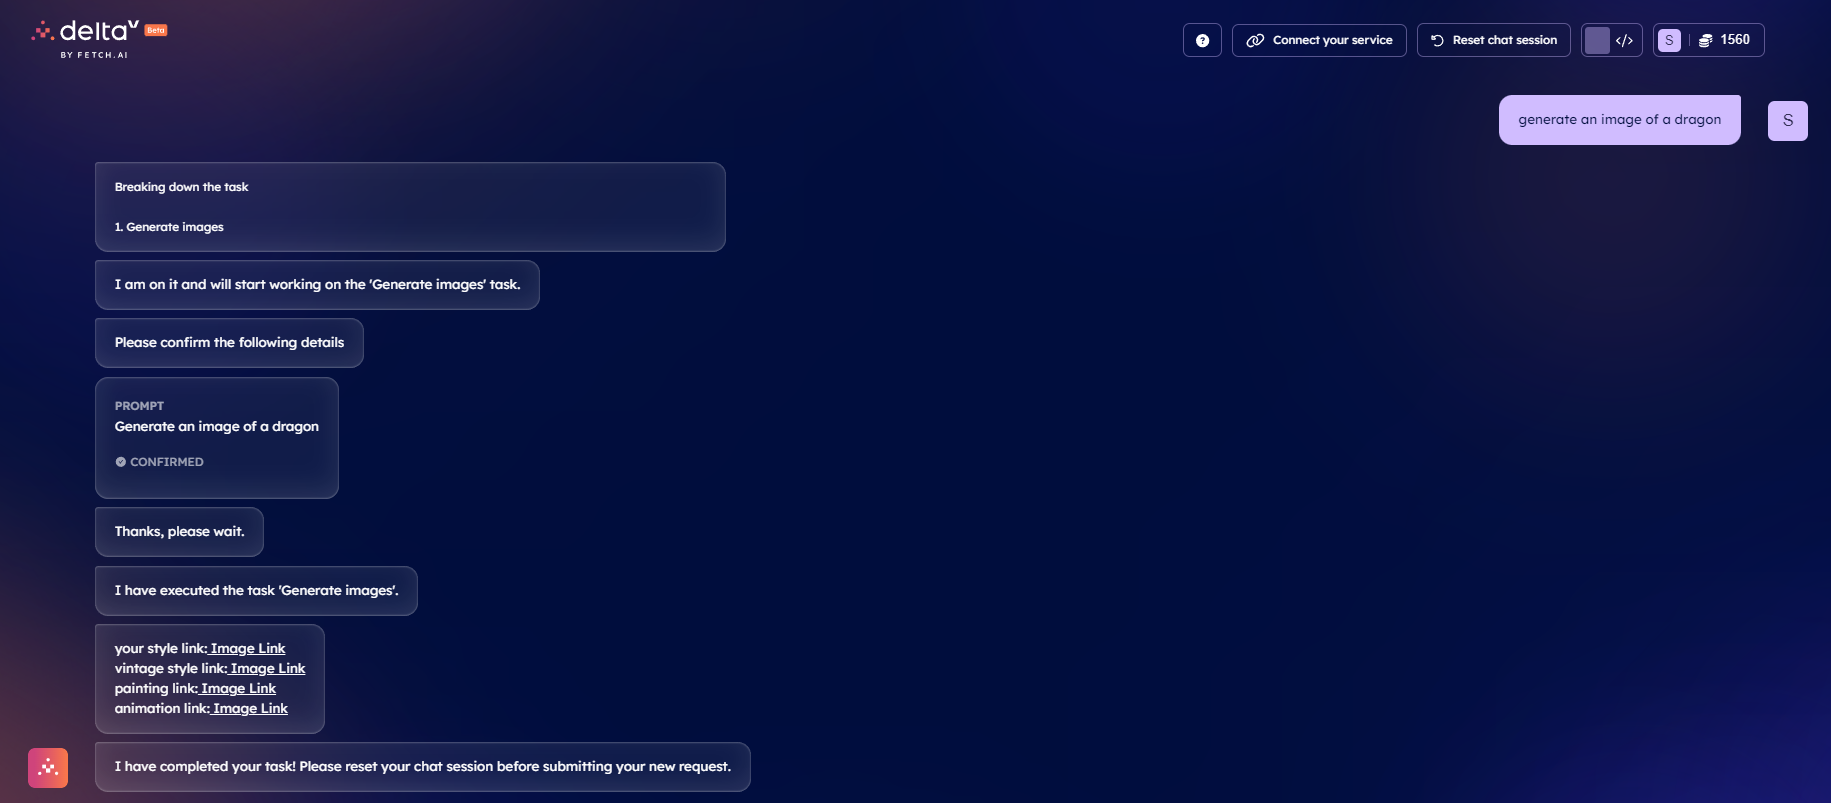 deltaV Beta
BY FETCH.AI
Connect your service
Reset chat session
</>
S
1560
generate an image of a dragon
S
Breaking down the task
1. Generate images
I am on it and will start working on the 'Generate images' task.
Please confirm the following details
PROMPT
Generate an image of a dragon
CONFIRMED
Thanks, please wait.
I have executed the task 'Generate images'.
your style link: Image Link
vintage style link: Image Link
painting link: Image Link
animation link: Image Link
I have completed your task! Please reset your chat session before submitting your new request.